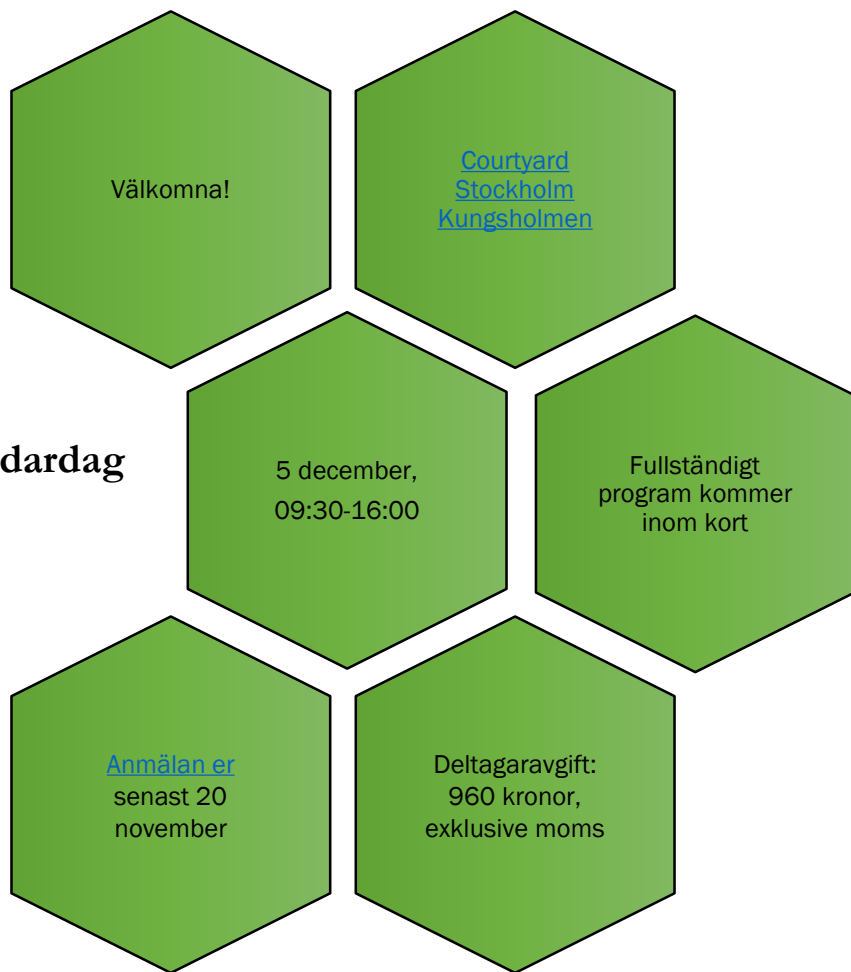 Välkomna!
Courtyard
Stockholm
Kungsholmen
dardag
5 december,
09:30-16:00
Fullständigt
program kommer
inom kort
Anmälan er
senast 20
november
Deltagaravgift:
960 kronor,
exklusive moms